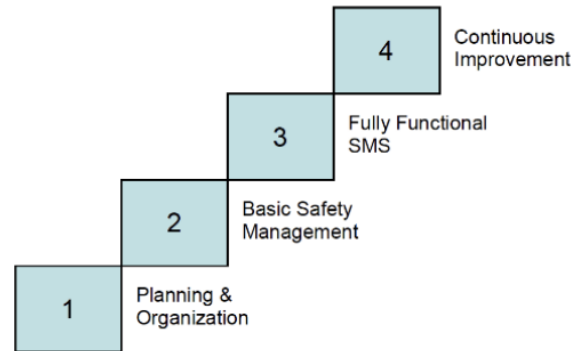 4
Continuous
Improvement
3
Fully Functional
SMS
2
Basic Safety
Management
1
Planning &
Organization